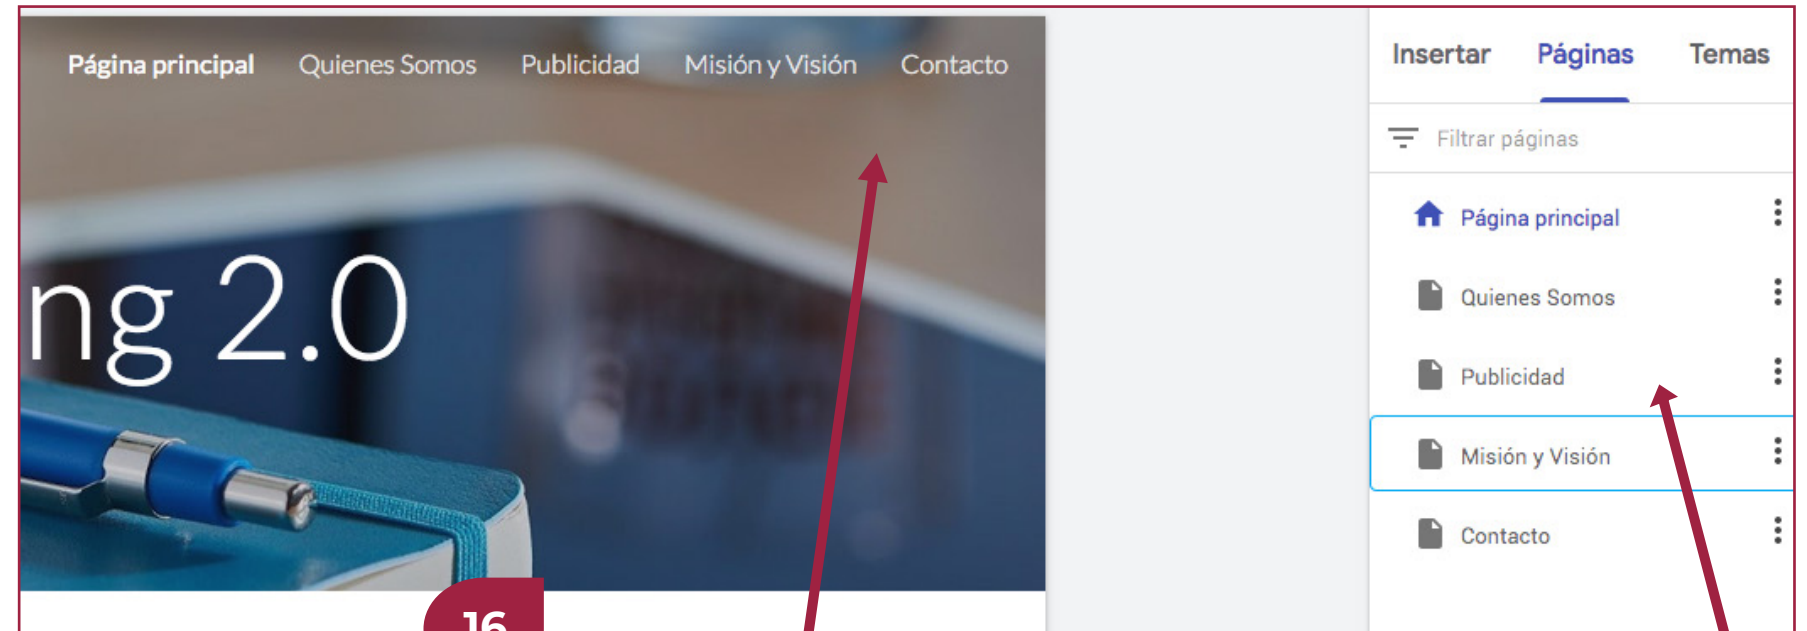 Página principal Quienes Somos Publicidad Misión y Visión Contacto
ng 2.0
16
Insertar Páginas Temas
Filtrar páginas
Página principal
Quienes Somos
Publicidad
Misión y Visión
Contacto